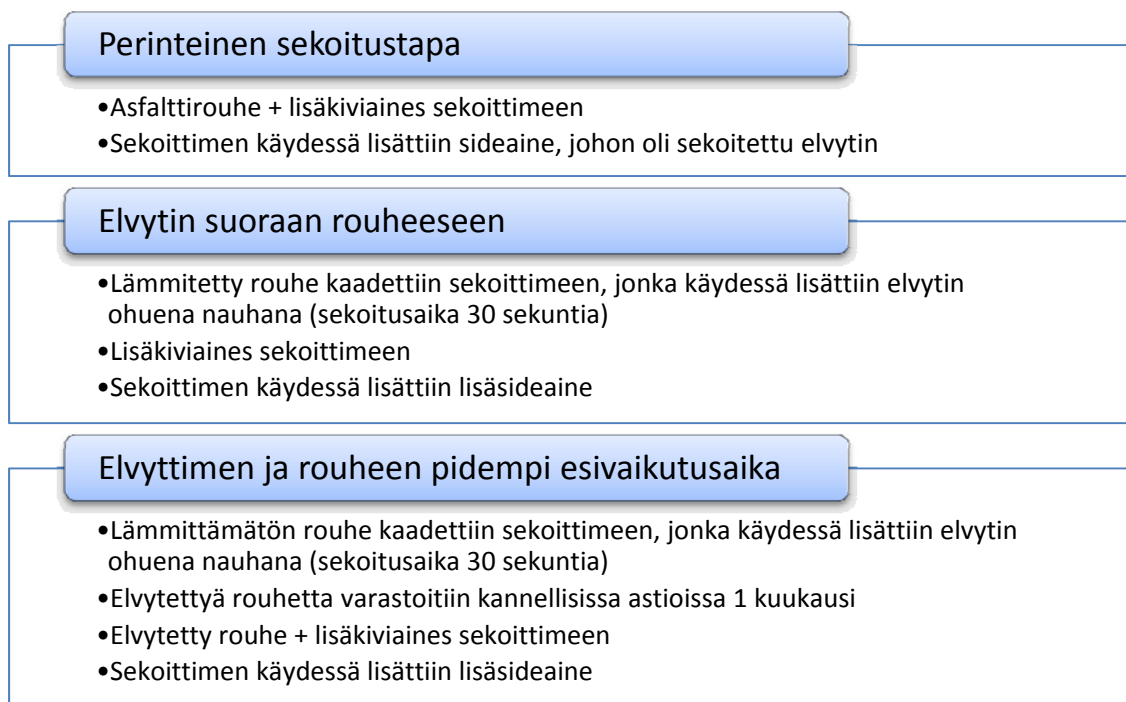 Perinteinen sekoitustapa
•Asfalttirouhe + lisäkiviaines sekoittimeen
•Sekoittimen käydessä lisättiin sideaine, johon oli sekoitettu elvytin
Elvytin suoraan rouheeseen
•Lämmitetty rouhe kaadettiin sekoittimeen, jonka käydessä lisättiin elvytin
ohuena nauhana (sekoitusaika 30 sekuntia)
•Lisäkiviaines sekoittimeen
•Sekoittimen käydessä lisättiin lisäsideaine
Elvyttimen ja rouheen pidempi esivaikutusaika
•Lämmittämätön rouhe kaadettiin sekoittimeen, jonka käydessä lisättiin elvytin
ohuena nauhana (sekoitusaika 30 sekuntia)
•Elvytettyä rouhetta varastoitiin kannellisissa astioissa 1 kuukausi
•Elvytetty rouhe + lisäkiviaines sekoittimeen
•Sekoittimen käydessä lisättiin lisäsideaine